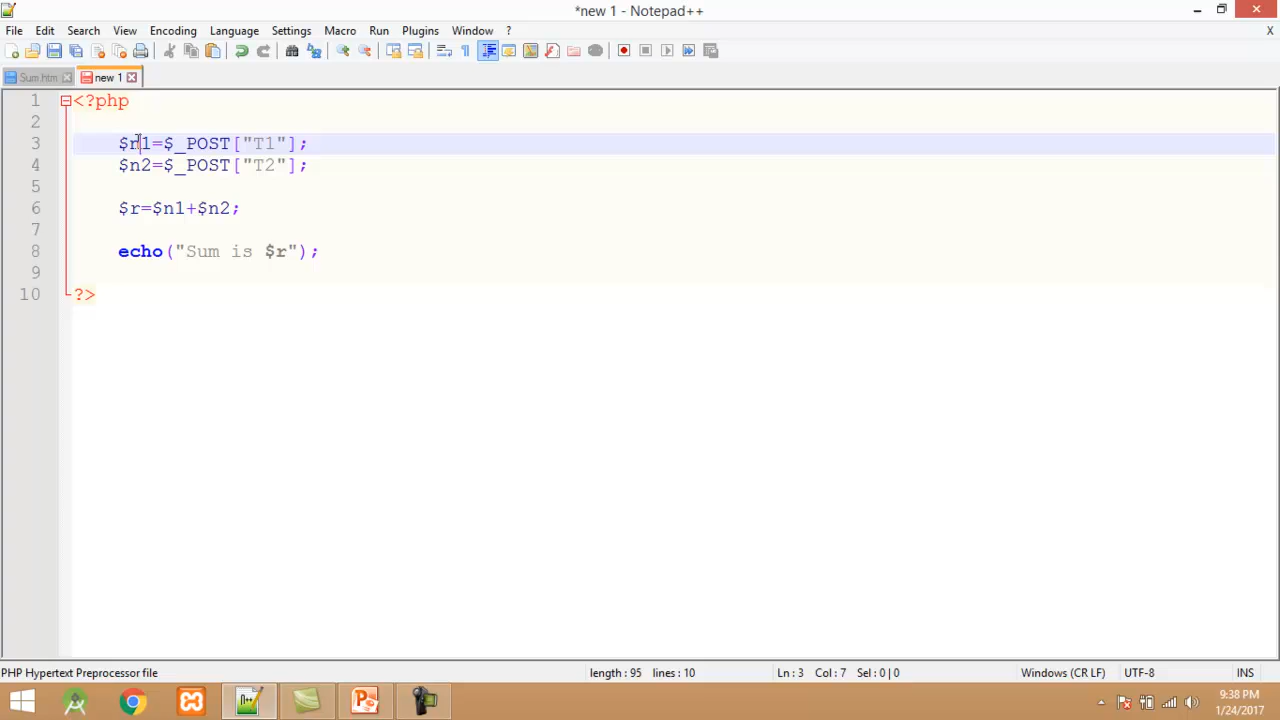 *new 1 - Notepad++
File Edit Search View Encoding Language Settings Macro Run Plugins Window ? X
Sum.htm new 1
1 <?php
2
3 $n1=$_POST["T1"];
4 $n2=$_POST["T2"];
5
6 $r=$n1+$n2;
7
8 echo("Sum is $r");
9
10 ?>
PHP Hypertext Preprocessor file length : 95 lines : 10 Ln : 3 Col : 7 Sel : 0 | 0 Windows (CR LF) UTF-8 INS
9:38 PM
1/24/2017